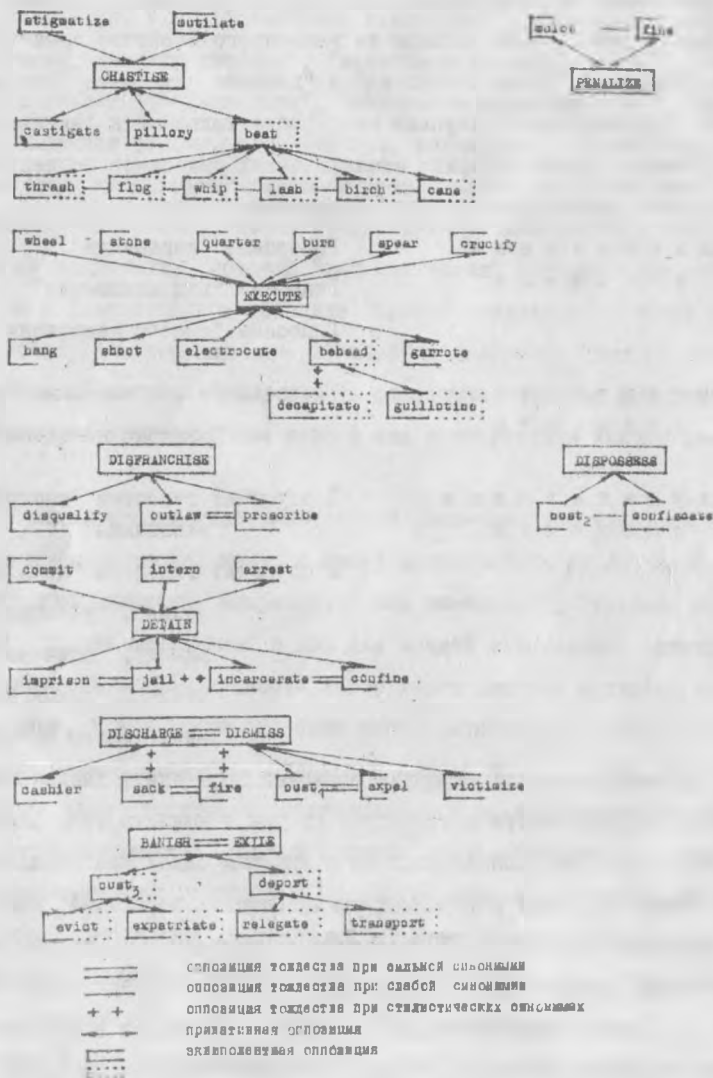 stigmatize mutilate mulct fine
CHASTISE PENALIZE
castigate pillory beat
thrash flog whip lash birch cane
wheel stone quarter burn spear crucify
EXECUTE
hang shoot electrocute behead garrote
+
+
decapitate guillotine
DISFRANCHISE DISPOSSESS
disqualify outlaw proscribe oust2 confiscate
commit intern arrest
DETAIN
imprison jail ++ incarcerate confine
DISCHARGE DISMISS
+ +
+ +
cashier sack fire oust1 expel victimize
BANISH EXILE
oust3 deport
evict expatriate relegate transport
оппозиция тождества при сильной синонимии
оппозиция тождества при слабой синонимии
+ + оппозиция тождества при стилистических синонимах
привативная оппозиция
эквиполентная оппозиция